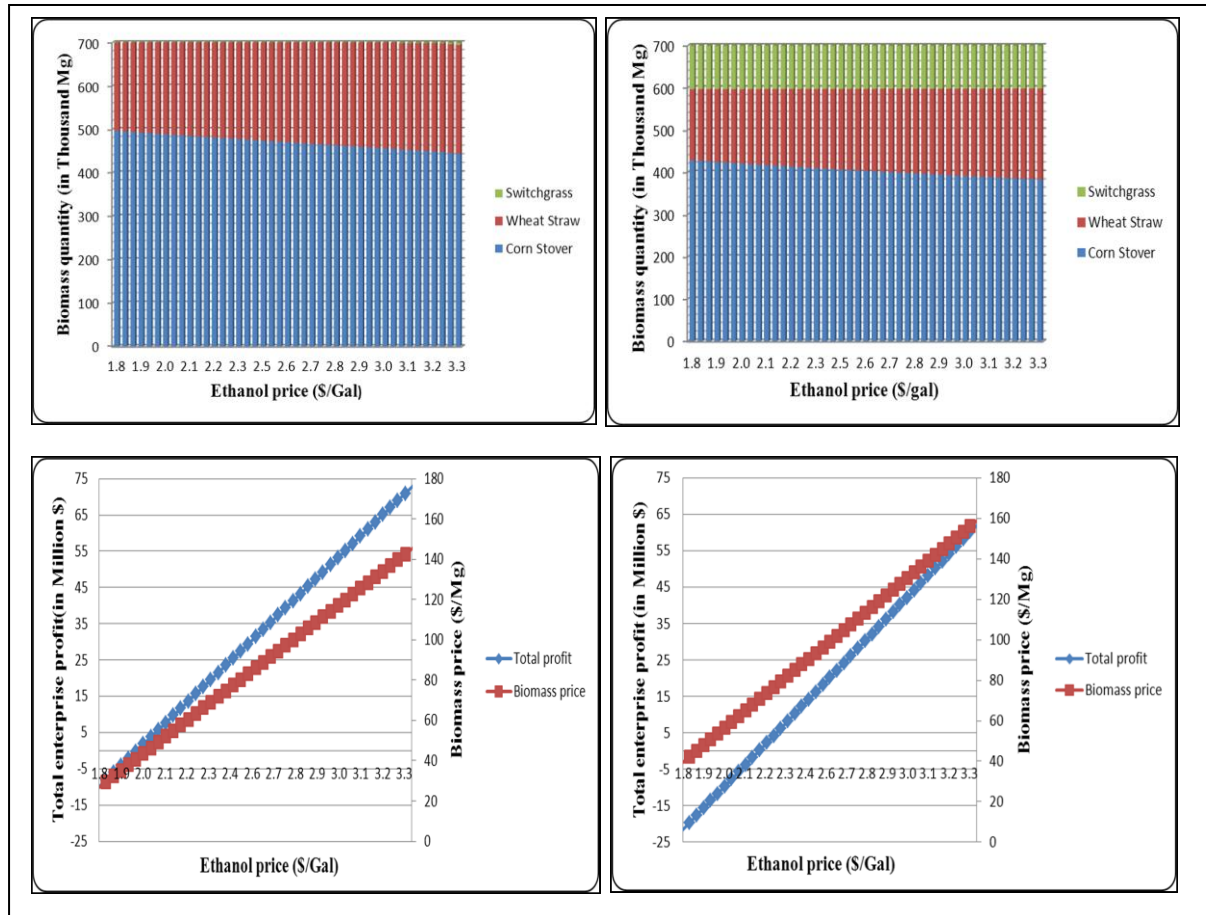 Biomass quantity (in Thousand Mg)
700
600
500
400
300
200
100
0
1.8 1.9 2.0 2.1 2.2 2.3 2.4 2.5 2.6 2.7 2.8 2.9 3.0 3.1 3.2 3.3
Ethanol price ($/Gal)
Switchgrass
Wheat Straw
Corn Stover
Biomass quantity (in Thousand Mg)
700
600
500
400
300
200
100
0
1.8 1.9 2.0 2.1 2.2 2.3 2.4 2.5 2.6 2.7 2.8 2.9 3.0 3.1 3.2 3.3
Ethanol price ($/gal)
Switchgrass
Wheat Straw
Corn Stover
Total enterprise profit(in Million $)
75
65
55
45
35
25
15
5
-5
-15
-25
1.8 1.9 2.0 2.1 2.2 2.3 2.4 2.6 2.7 2.8 2.9 3.0 3.1 3.2 3.3
Ethanol price ($/Gal)
180
160
140
120
100
80
60
40
20
0
Biomass price ($/Mg)
Total profit
Biomass price
Total enterprise profit (in Million $)
75
65
55
45
35
25
15
5
-5
-15
-25
1.8 1.9 2.0 2.1 2.2 2.3 2.4 2.6 2.7 2.8 2.9 3.0 3.1 3.2 3.3
Ethanol price ($/Gal)
180
160
140
120
100
80
60
40
20
0
Biomass price ($/Mg)
Total profit
Biomass price